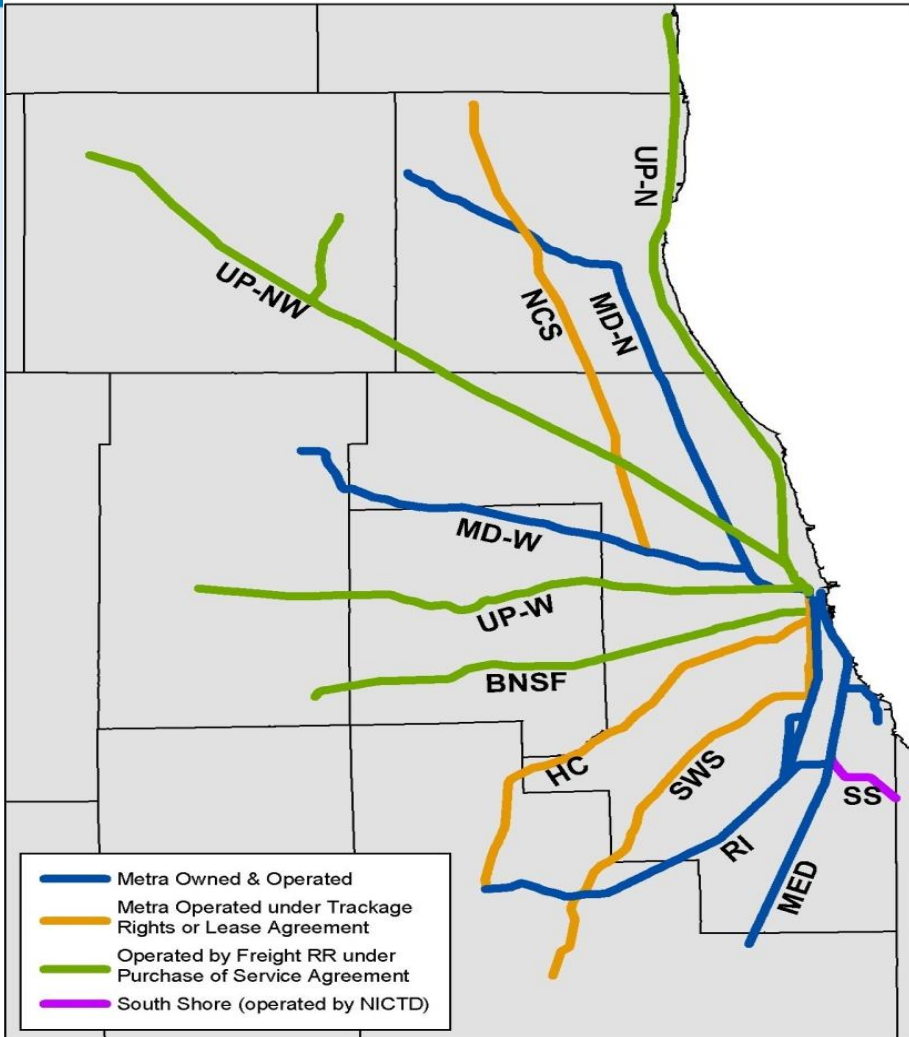 UP-N
UP-NW
NCS
MD-N
MD-W
UP-W
BNSF
HC
SWS
SS
RI
MED
Metra Owned & Operated
Metra Operated under Trackage
Rights or Lease Agreement
Operated by Freight RR under
Purchase of Service Agreement
South Shore (operated by NICTD)